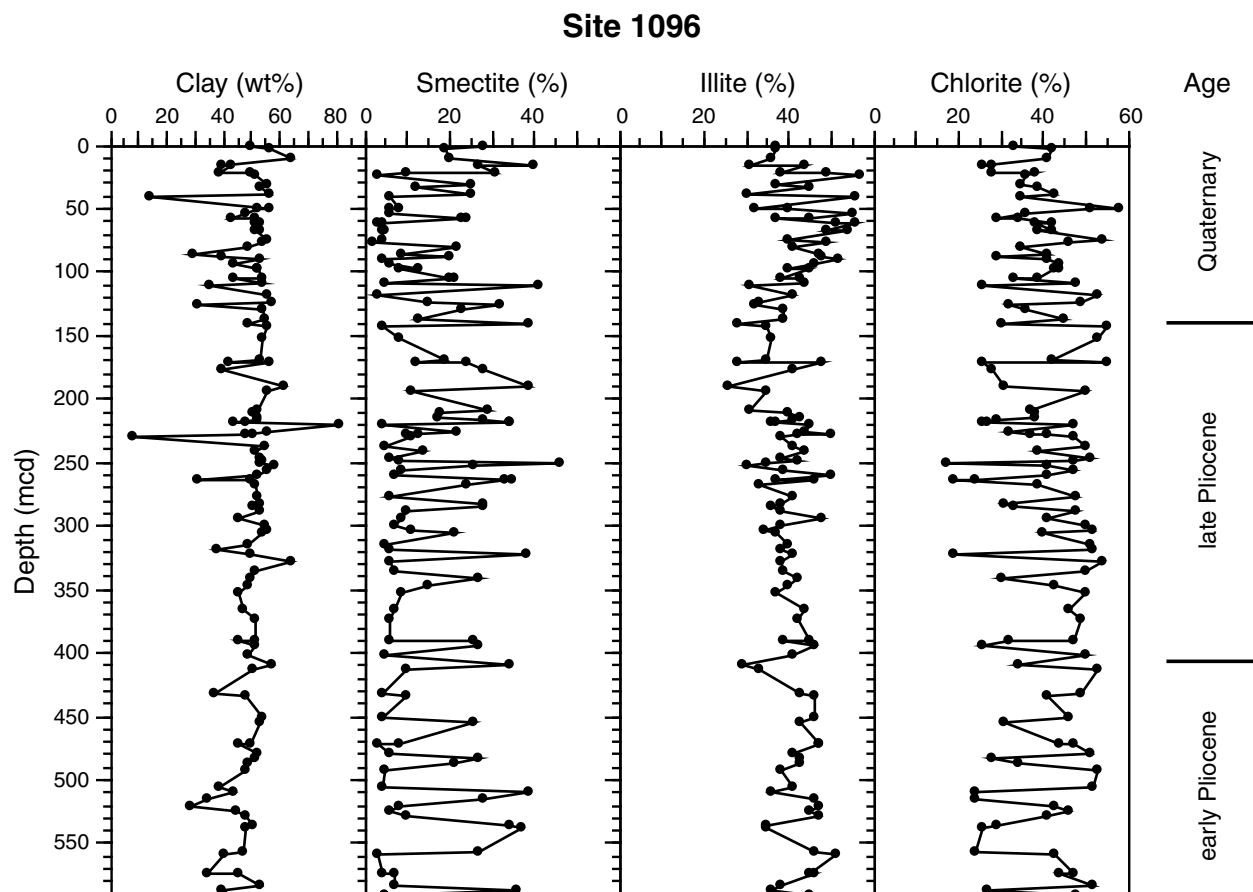 Site 1096
Clay (wt%) Smectite (%) Illite (%) Chlorite (%) Age
0 20 40 60 80 0 20 40 0 20 40 0 20 40 60
0
50
100
150
200
250
300
350
400
450
500
550
Depth (mcd)
Quaternary
late Pliocene
early Pliocene